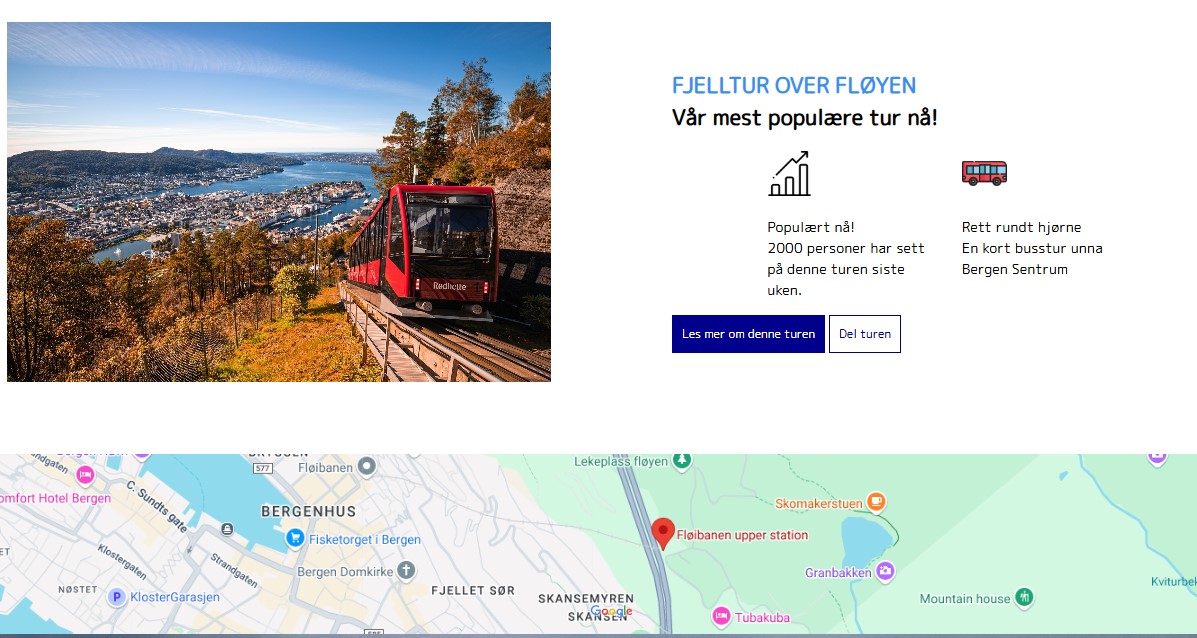 FJELLTUR OVER FLØYEN
Vår mest populære tur nå!
Populært nå!
2000 personer har sett
på denne turen siste
uken.
Rett rundt hjørne
En kort busstur unna
Bergen Sentrum
Les mer om denne turen
Del turen
Rødhette
577
Fløibanen
Lekeplass fløyen
omfort Hotel Bergen
C. Sundts gate
BERGENHUS
Skomakerstuen
Fisketorget i Bergen
Fløibanen upper station
Klostergaten
Strandgaten
Bergen Domkirke
Granbakken
NØSTET
P
KlosterGarasjen
FJELLET SØR
SKANSEMYREN
SKANSEN
Google
Tubakuba
Mountain house
Kviturbe